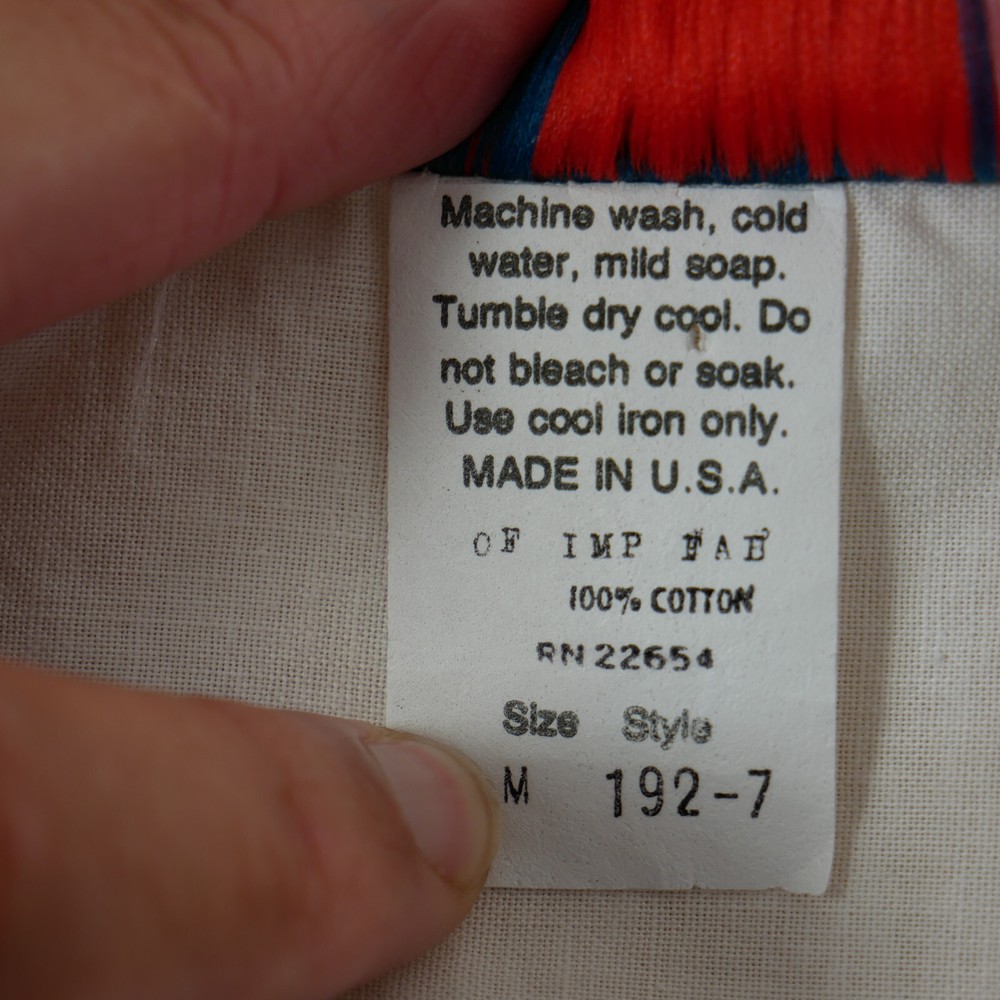 Machine wash, cold
water, mild soap.
Tumble dry cool. Do
not bleach or soak.
Use cool iron only.
MADE IN U.S.A.
OF IMP FAB
100% COTTON
RN 22654
Size Style
M 192-7